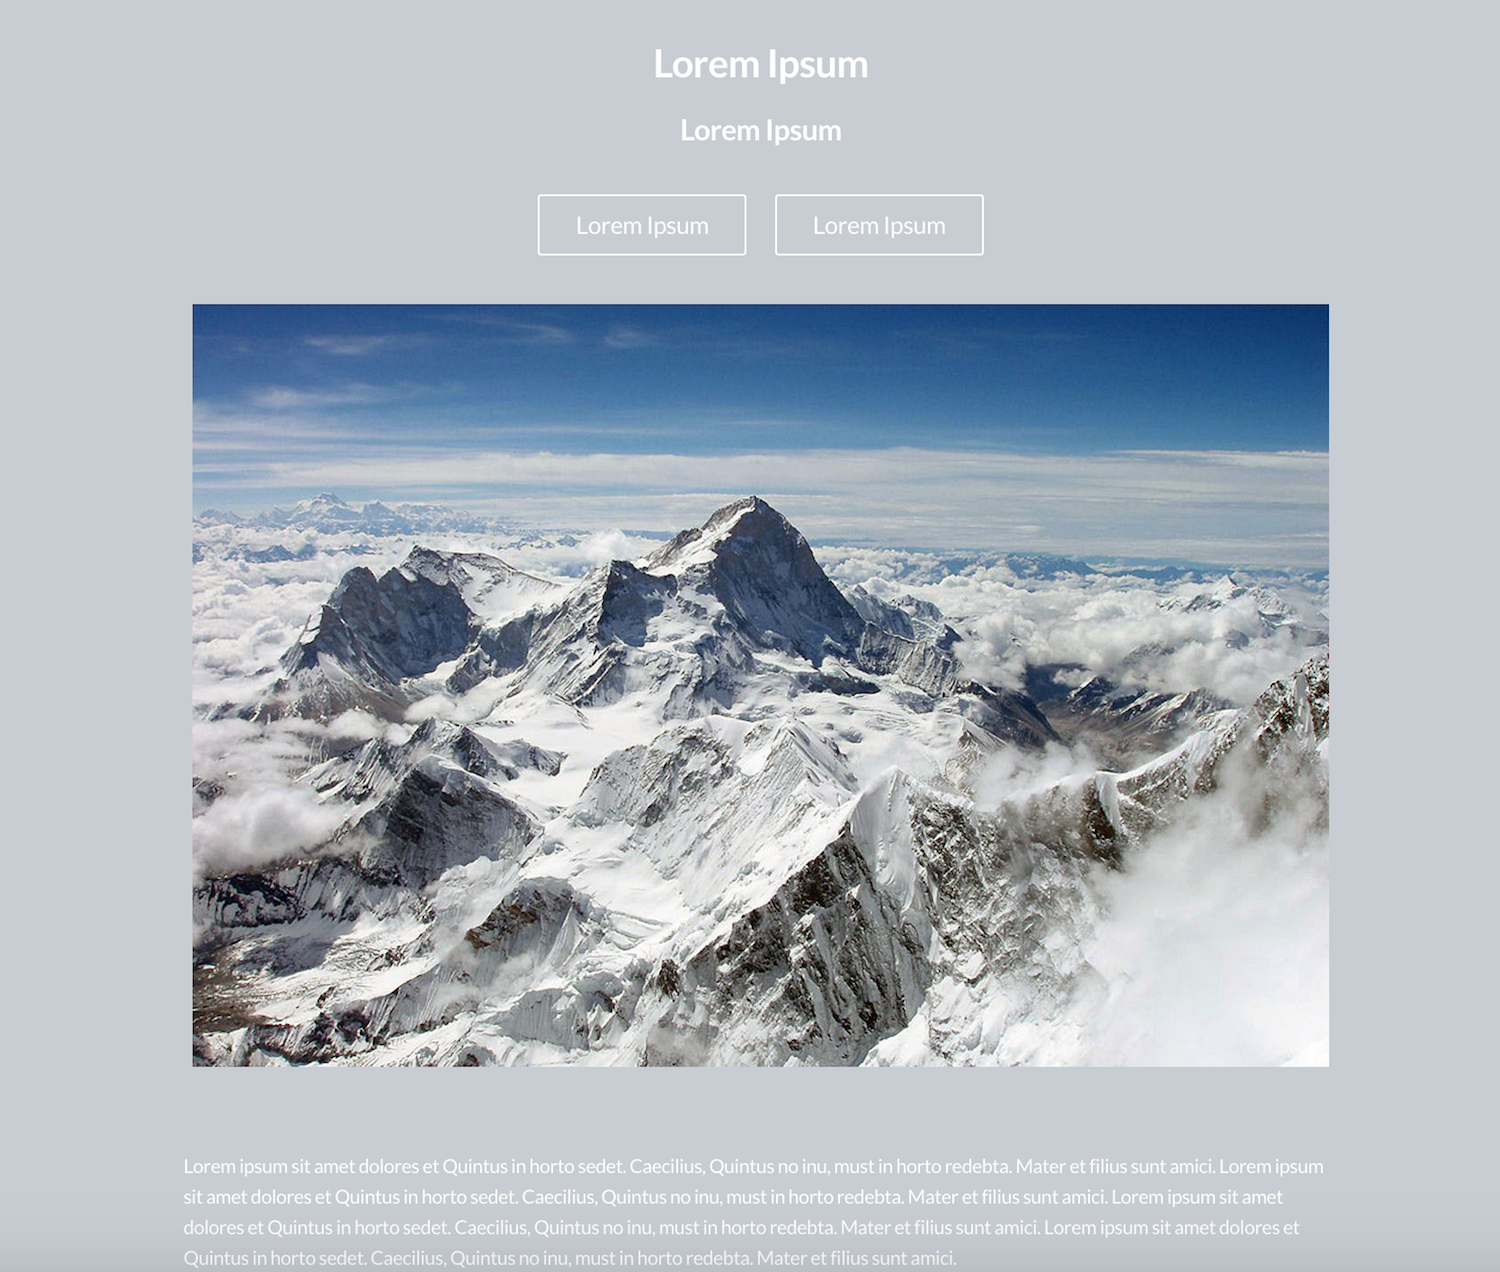 Lorem Ipsum
Lorem Ipsum
Lorem Ipsum
Lorem Ipsum
Lorem ipsum sit amet dolores et Quintus in horto sedet. Caecilius, Quintus no inu, must in horto redebta. Mater et filius sunt amici. Lorem ipsum
sit amet dolores et Quintus in horto sedet. Caecilius, Quintus no inu, must in horto redebta. Mater et filius sunt amici. Lorem ipsum sit amet
dolores et Quintus in horto sedet. Caecilius, Quintus no inu, must in horto redebta. Mater et filius sunt amici. Lorem ipsum sit amet dolores et
Quintus in horto sedet. Caecilius, Quintus no inu, must in horto redebta. Mater et filius sunt amici.